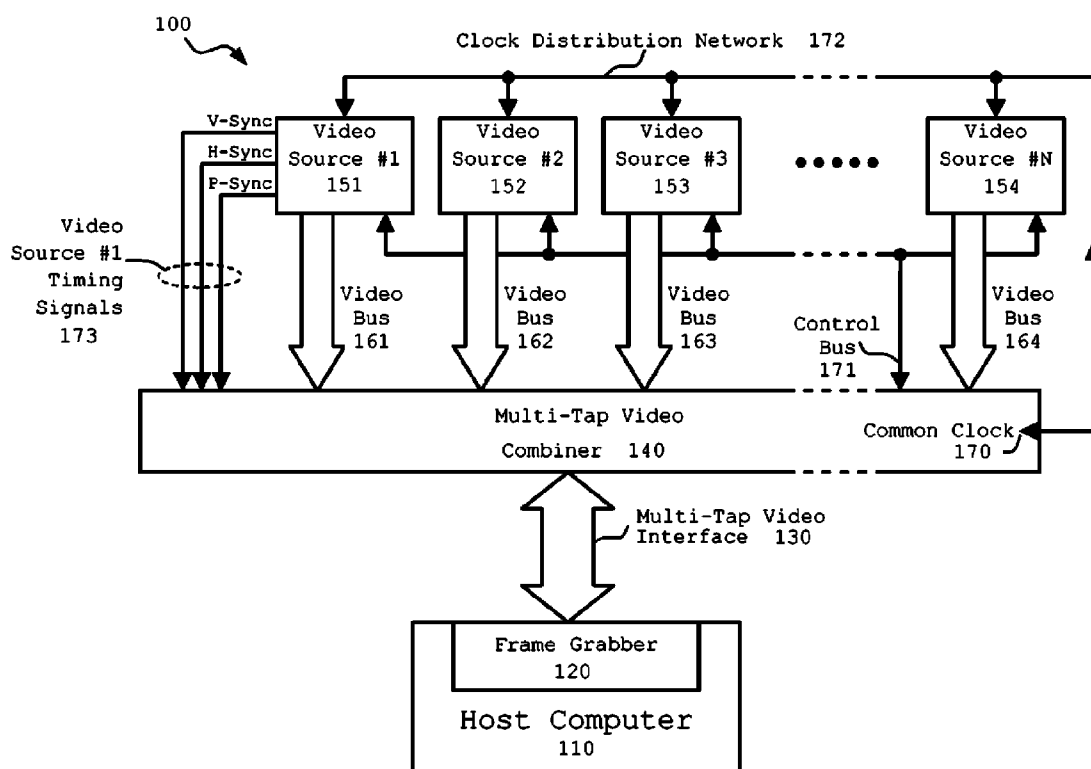 100
Clock Distribution Network 172
V-Sync
H-Sync
P-Sync
Video
Source #1
151
Video
Source #2
152
Video
Source #3
153
Video
Source #N
154
Video
Source #1
Timing
Signals
173
Video
Bus
161
Video
Bus
162
Video
Bus
163
Control
Bus
171
Video
Bus
164
Multi-Tap Video
Combiner 140
Common Clock
170
Multi-Tap Video
Interface 130
Frame Grabber
120
Host Computer
110